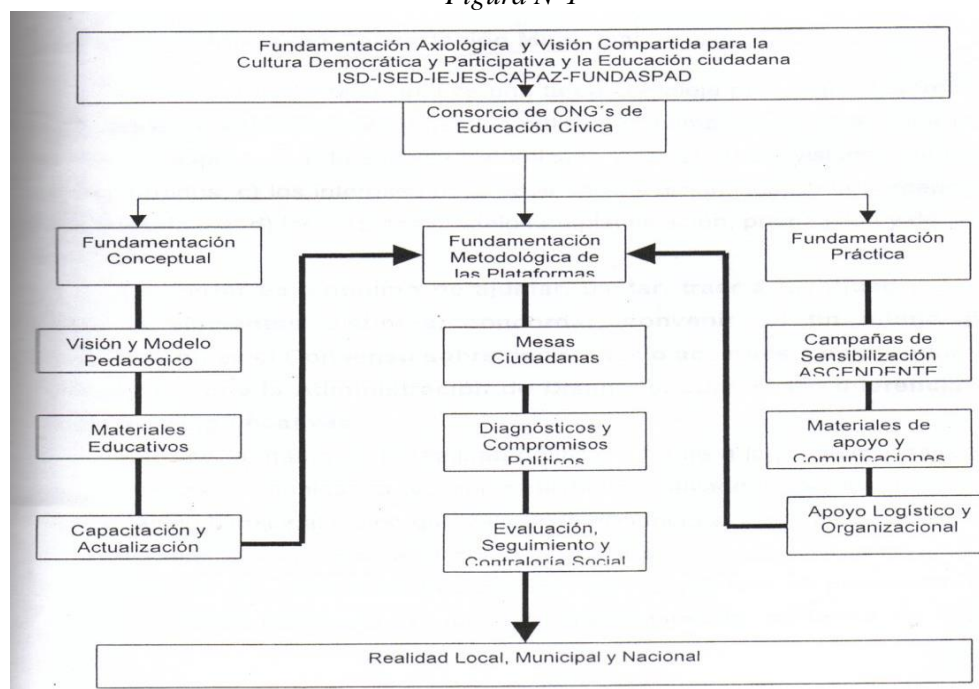 Figura N°1
Fundamentación Axiológica y Visión Compartida para la
Cultura Democrática y Participativa y la Educación ciudadana
ISD-ISED-IEJES-CAPAZ-FUNDASPAD
Consorcio de ONG´s de
Educación Cívica
Fundamentación
Conceptual
Visión y Modelo
Pedagógico
Materiales
Educativos
Capacitación y
Actualización
Fundamentación
Metodológica de
las Plataformas
Mesas
Ciudadanas
Diagnósticos y
Compromisos
Políticos
Evaluación,
Seguimiento y
Contraloría Social
Fundamentación
Práctica
Campañas de
Sensibilización
ASCENDENTE
Materiales de
apoyo y
Comunicaciones
Apoyo Logístico y
Organizacional
Realidad Local, Municipal y Nacional